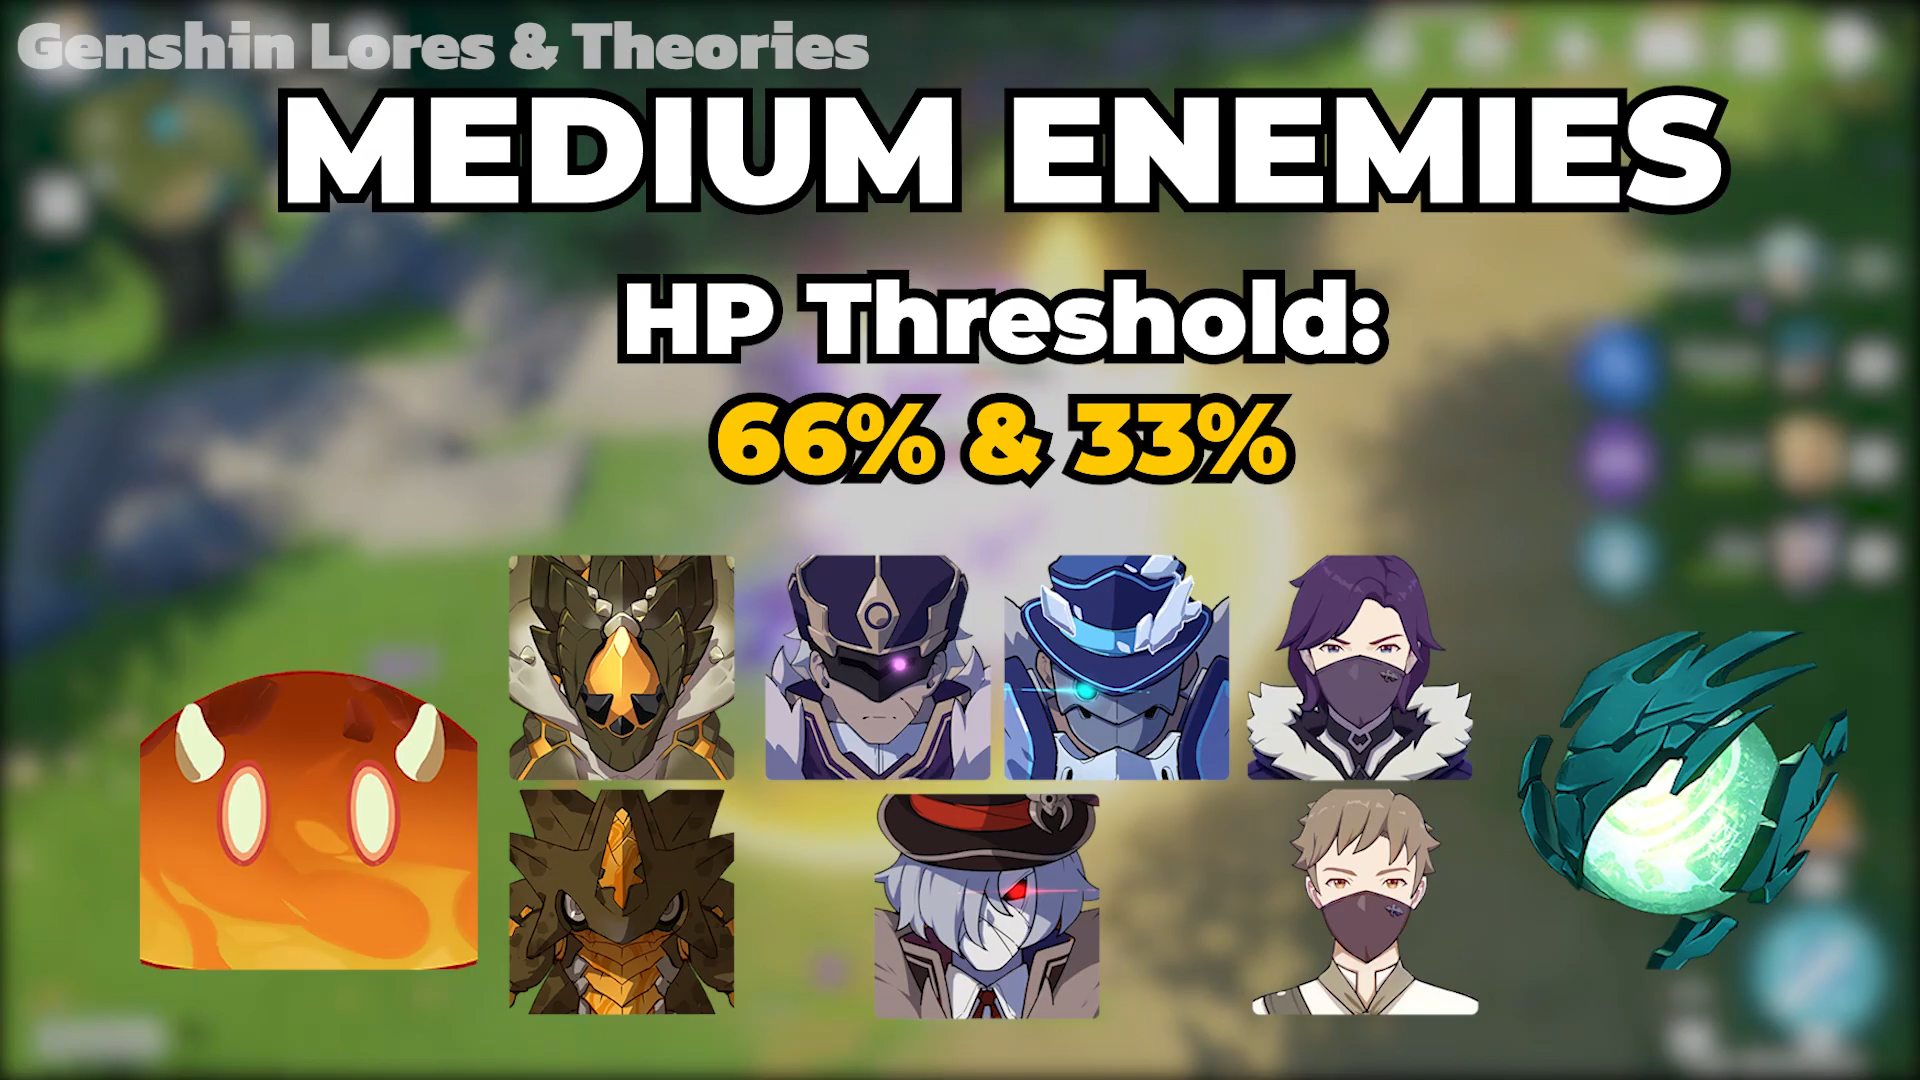 Genshin Lores & Theories
MEDIUM ENEMIES
HP Threshold:
66% & 33%